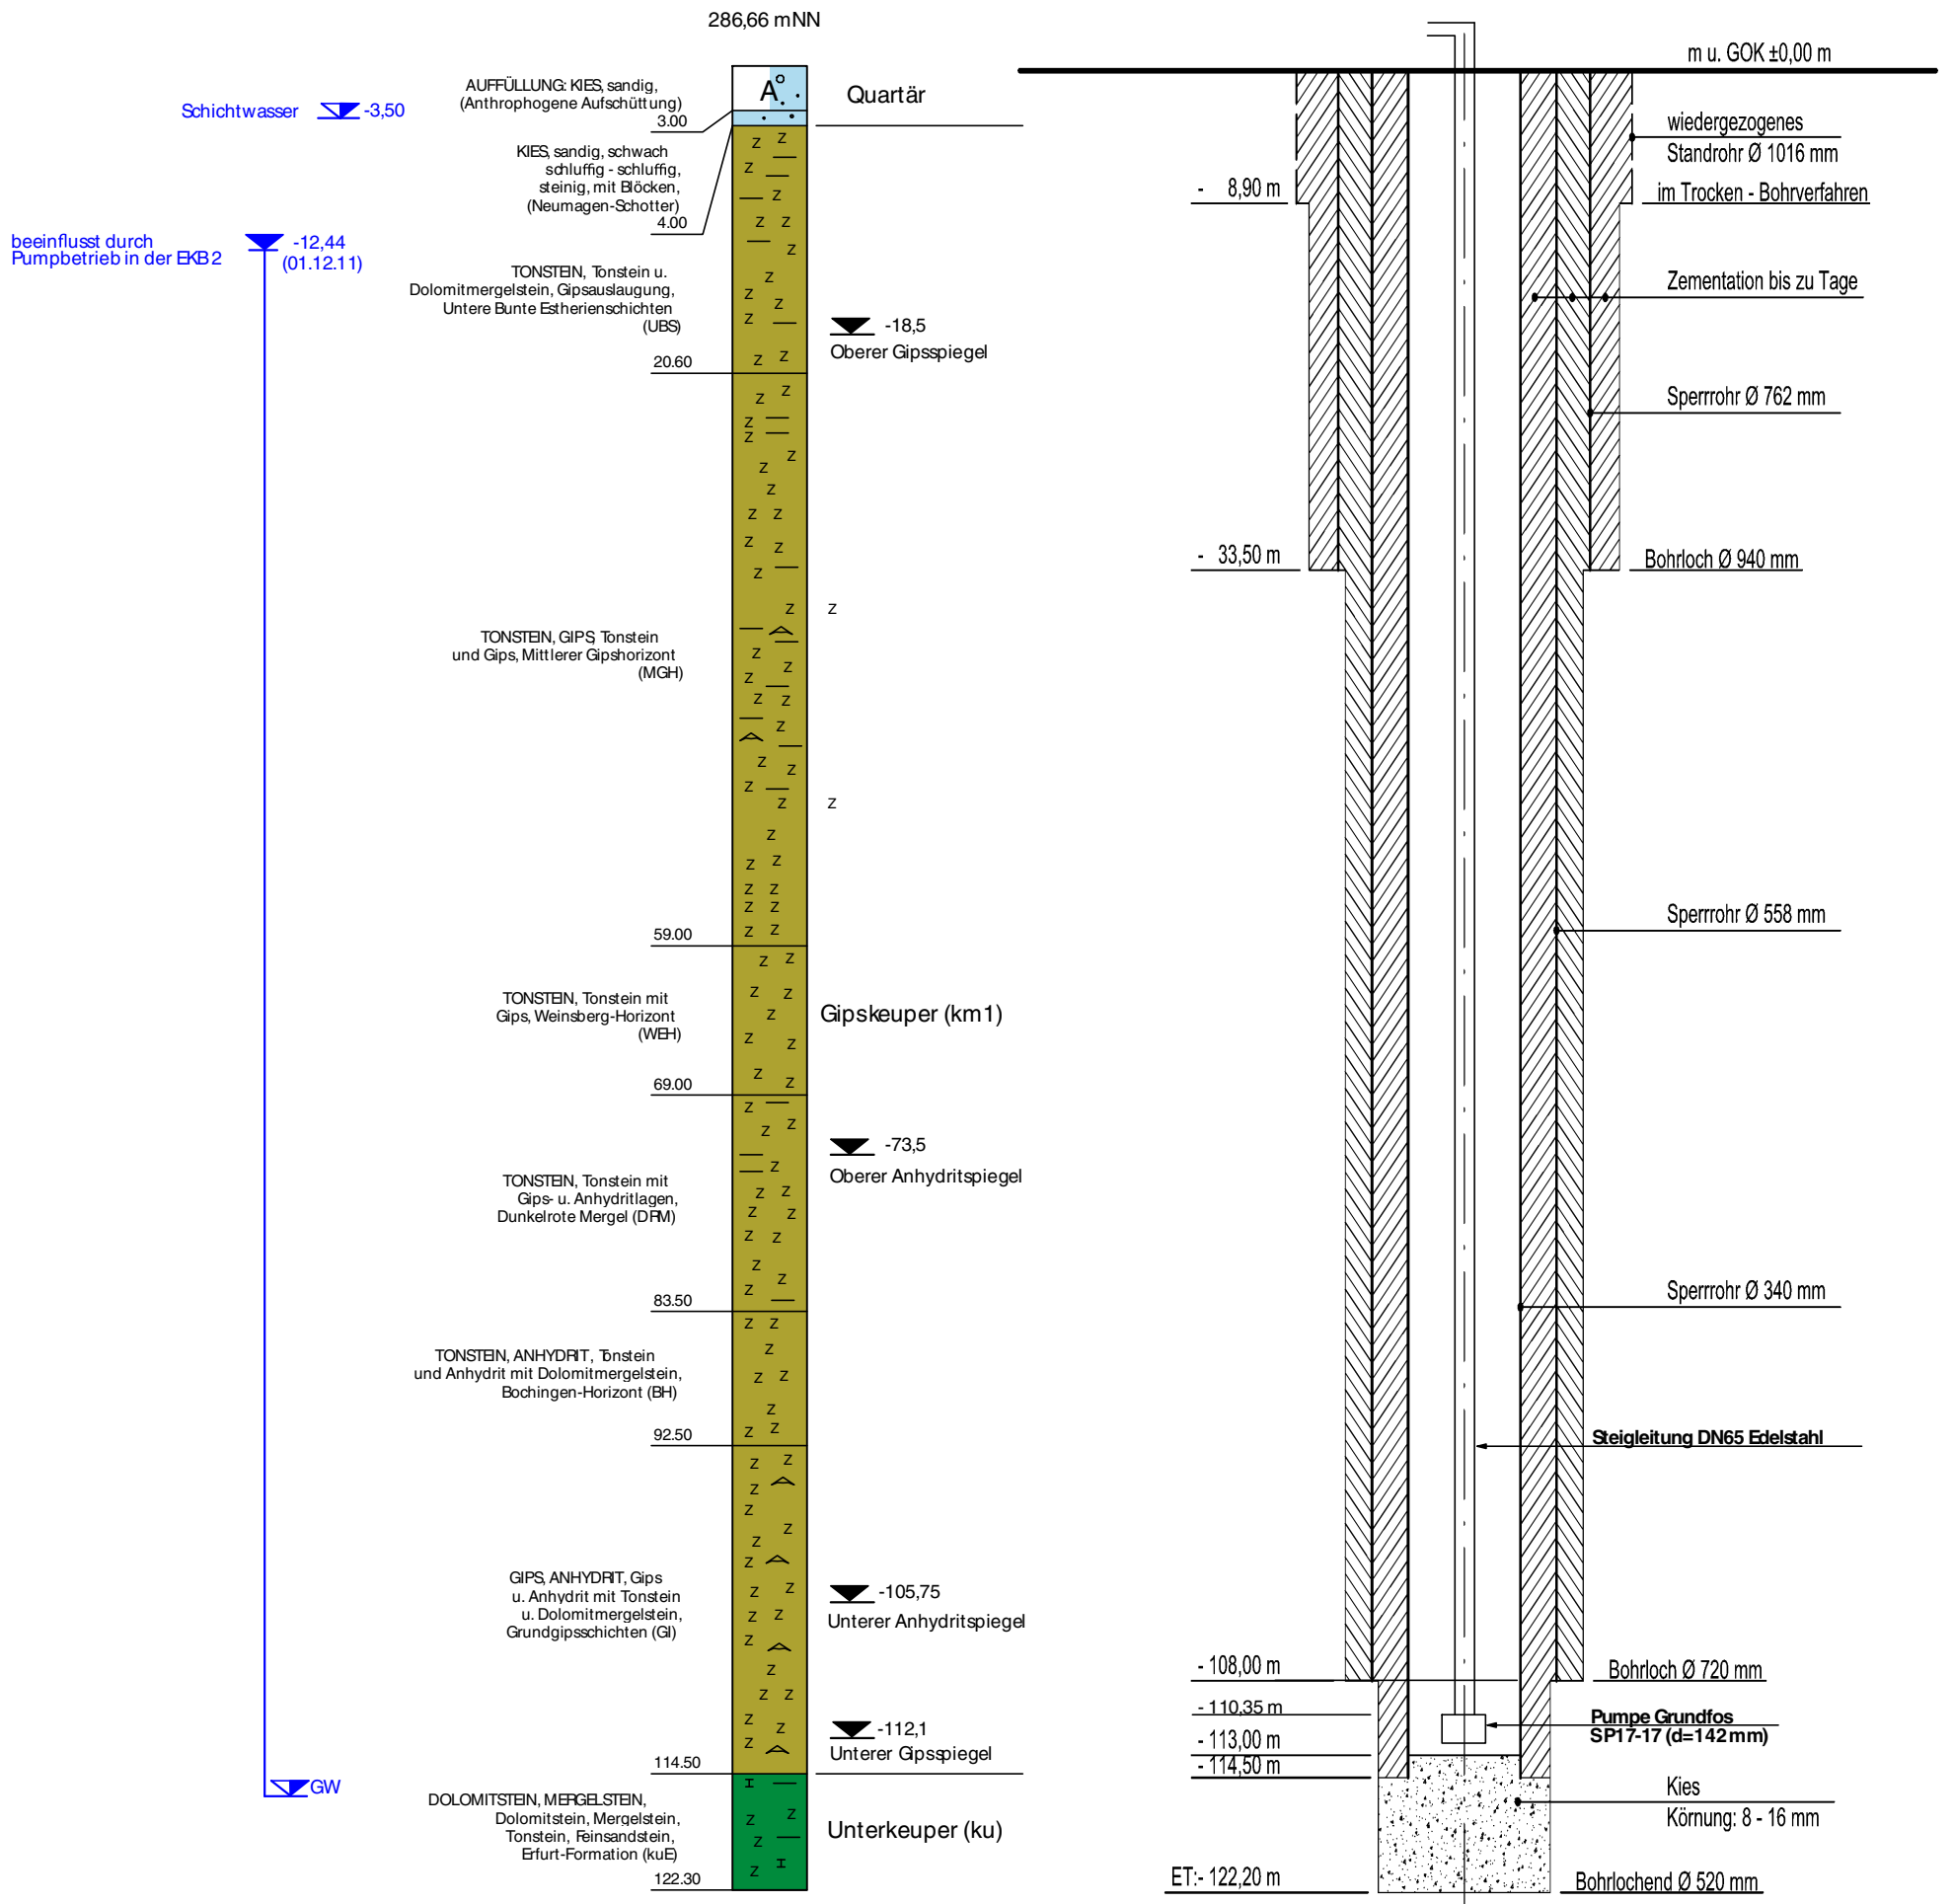 286,66 mNN
AUFFÜLLUNG: KIES, sandig,
(Anthrophogene Aufschüttung)
3.00
A
Quartär
Schichtwasser -3,50
KIES, sandig, schwach
schluffig - schluffig,
steinig, mit Blöcken,
(Neumagen-Schotter)
4.00
beeinflusst durch
Pumpbetrieb in der EKB 2
-12,44
(01.12.11)
TONSTEIN, Tonstein u.
Dolomitmergelstein, Gipsauslaugung,
Untere Bunte Estherienschichten
(UBS)
20.60
-18,5
Oberer Gipsspiegel
TONSTEIN, GIPS, Tonstein
und Gips, Mittlerer Gipshorizont
(MGH)
59.00
TONSTEIN, Tonstein mit
Gips, Weinsberg-Horizont
(WEH)
Gipskeuper (km1)
69.00
-73,5
Oberer Anhydritspiegel
TONSTEIN, Tonstein mit
Gips- u. Anhydritlagen,
Dunkelrote Mergel (DRM)
83.50
TONSTEIN, ANHYDRIT, Tonstein
und Anhydrit mit Dolomitmergelstein,
Bochingen-Horizont (BH)
92.50
GIPS, ANHYDRIT, Gips
u. Anhydrit mit Tonstein
u. Dolomitmergelstein,
Grundgipsschichten (GI)
-105,75
Unterer Anhydritspiegel
-112,1
Unterer Gipsspiegel
114.50
GW
DOLOMITSTEIN, MERGELSTEIN,
Dolomitstein, Mergelstein,
Tonstein, Feinsandstein,
Erfurt-Formation (kuE)
122.30
Unterkeuper (ku)
m u. GOK ±0,00 m
wiedergezogenes
Standrohr Ø 1016 mm
- 8,90 m
im Trocken - Bohrverfahren
Zementation bis zu Tage
Sperrrohr Ø 762 mm
- 33,50 m
Bohrloch Ø 940 mm
Sperrrohr Ø 558 mm
Sperrrohr Ø 340 mm
Steigleitung DN65 Edelstahl
- 108,00 m
Bohrloch Ø 720 mm
- 110,35 m
Pumpe Grundfos
SP17-17 (d=142 mm)
- 113,00 m
- 114,50 m
Kies
Körnung: 8 - 16 mm
ET:- 122,20 m
Bohrlochend Ø 520 mm